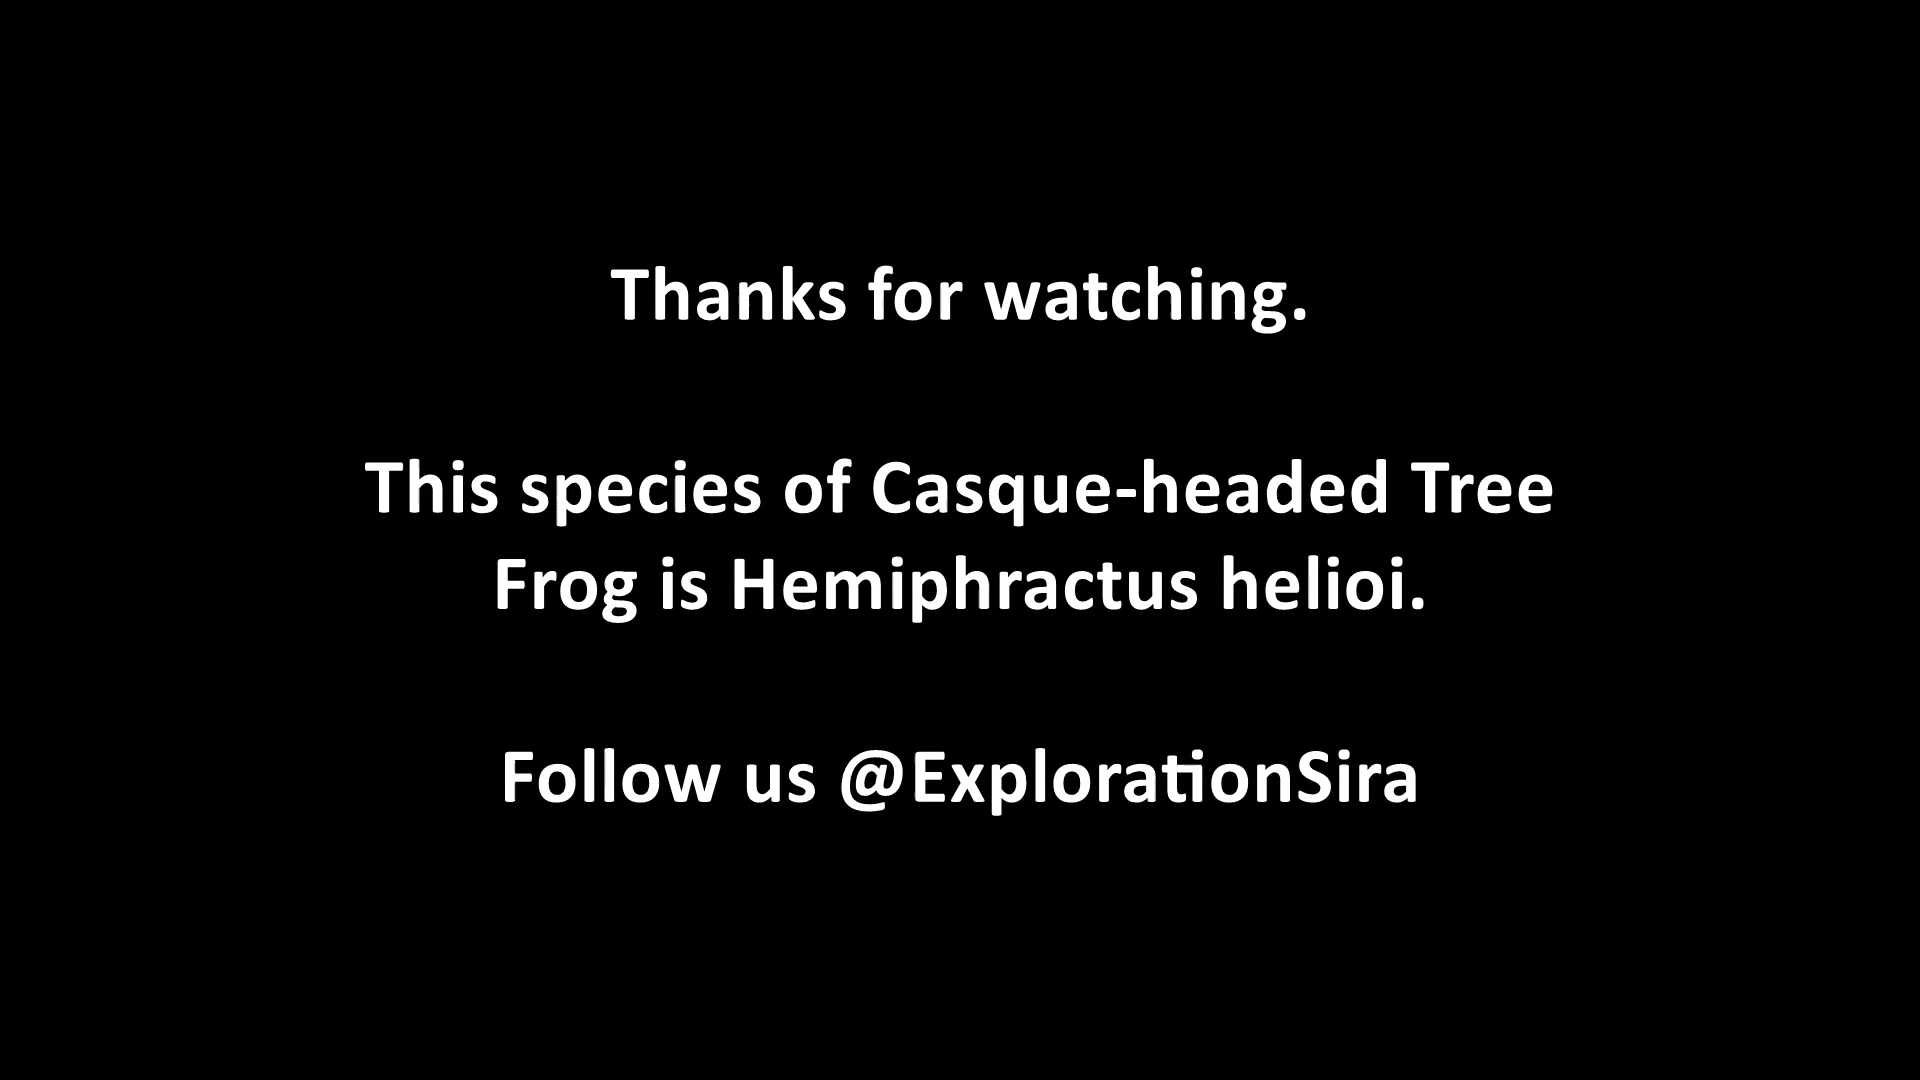 Thanks for watching.
This species of Casque-headed Tree
Frog is Hemiphractus helioi.
Follow us @ExplorationSira